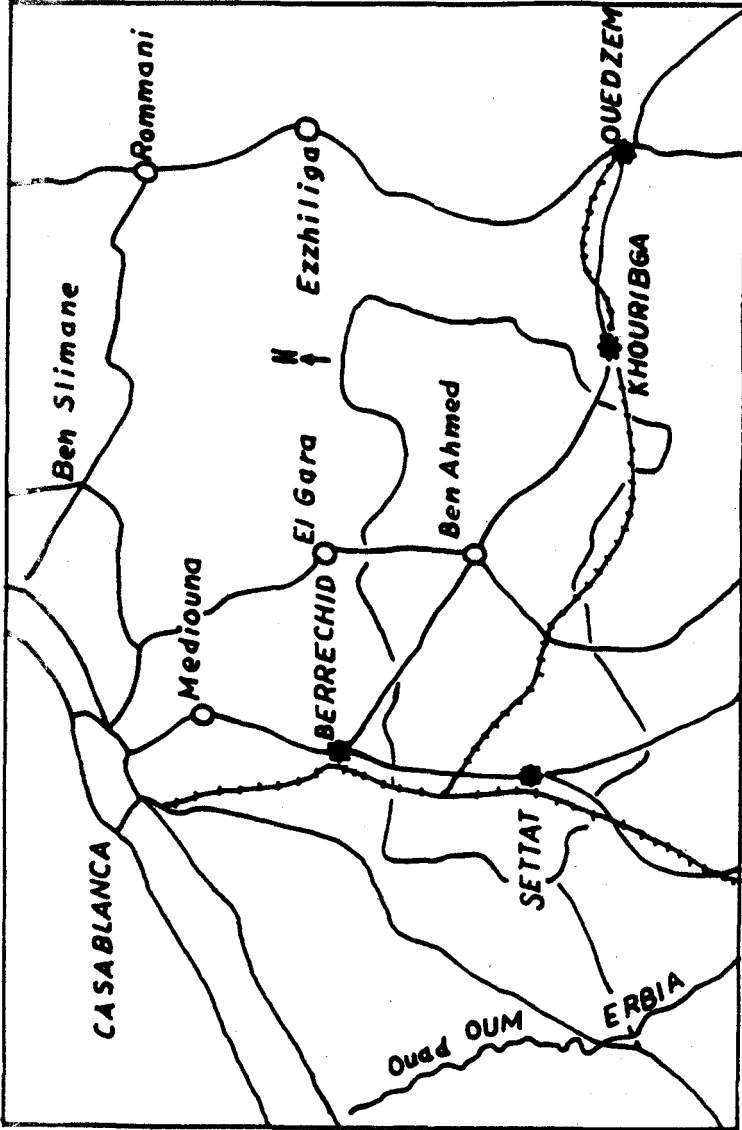 Rommani
OUEDZEM
Ezzhiliga
KHOURIBGA
Ben Slimane
N
El Gara
Ben Ahmed
Mediouna
BERRECHID
CASABLANCA
SETTAT
Ouad OUM
ERBIA